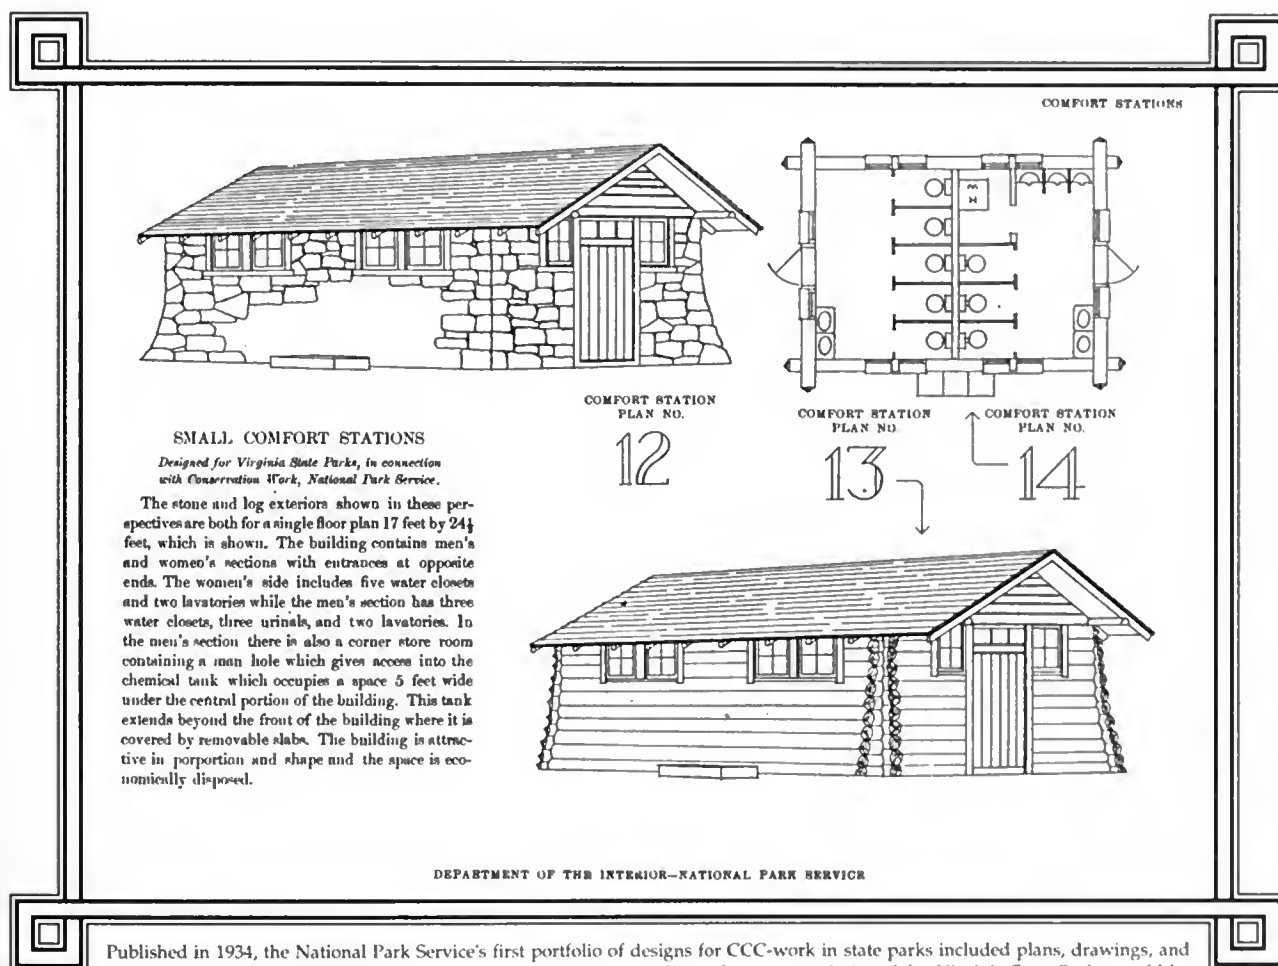 COMFORT STATIONS
COMFORT STATION
PLAN NO.
12
COMFORT STATION
PLAN NO.
13
COMFORT STATION
PLAN NO.
14
MH
SMALL COMFORT STATIONS
Designed for Virginia State Parks, in connection
with Conservation Work, National Park Service.
The stone and log exteriors shown in these per-
spectives are both for a single floor plan 17 feet by 24½
feet, which is shown. The building contains men's
and women's sections with entrances at opposite
ends. The women's side includes five water closets
and two lavatories while the men's section has three
water closets, three urinals, and two lavatories. In
the men's section there is also a corner store room
containing a man hole which gives access into the
chemical tank which occupies a space 5 feet wide
under the central portion of the building. This tank
extends beyond the front of the building where it is
covered by removable slabs. The building is attrac-
tive in porportion and shape and the space is eco-
nomically disposed.
DEPARTMENT OF THE INTERIOR—NATIONAL PARK SERVICE
Published in 1934, the National Park Service's first portfolio of designs for CCC-work in state parks included plans, drawings, and